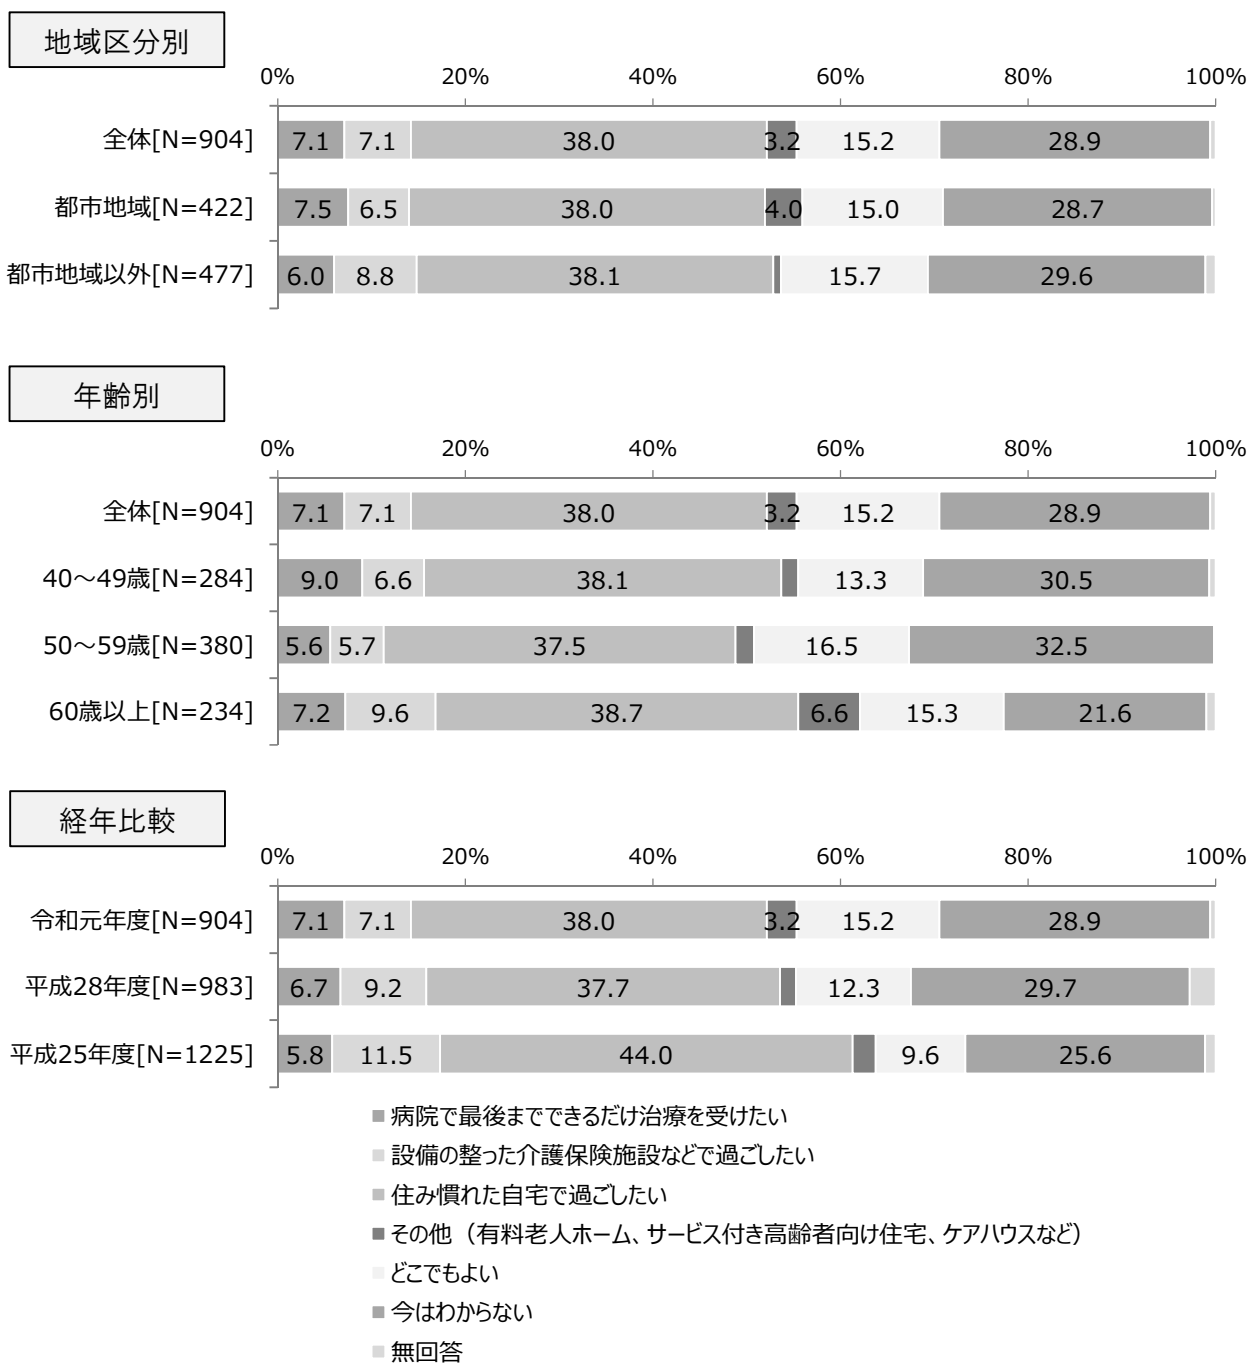 地域区分別
0% 20% 40% 60% 80% 100%
全体[N=904] 7.1 7.1 38.0 3.2 15.2 28.9
都市地域[N=422] 7.5 6.5 38.0 4.0 15.0 28.7
都市地域以外[N=477] 6.0 8.8 38.1 15.7 29.6
年齢別
0% 20% 40% 60% 80% 100%
全体[N=904] 7.1 7.1 38.0 3.2 15.2 28.9
40～49歳[N=284] 9.0 6.6 38.1 13.3 30.5
50～59歳[N=380] 5.6 5.7 37.5 16.5 32.5
60歳以上[N=234] 7.2 9.6 38.7 6.6 15.3 21.6
経年比較
0% 20% 40% 60% 80% 100%
令和元年度[N=904] 7.1 7.1 38.0 3.2 15.2 28.9
平成28年度[N=983] 6.7 9.2 37.7 12.3 29.7
平成25年度[N=1225] 5.8 11.5 44.0 9.6 25.6
病院で最後までできるだけ治療を受けたい
設備の整った介護保険施設などで過ごしたい
住み慣れた自宅で過ごしたい
その他（有料老人ホーム、サービス付き高齢者向け住宅、ケアハウスなど）
どこでもよい
今はわからない
無回答